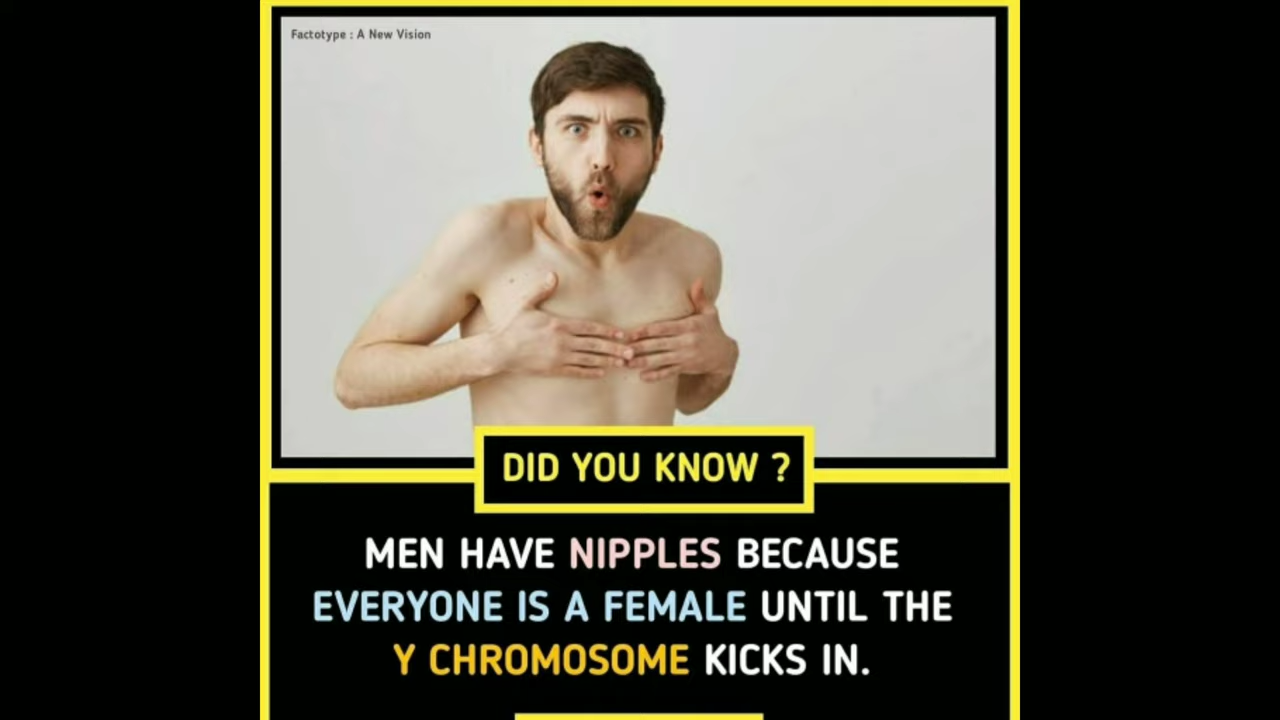 Factotype : A New Vision
DID YOU KNOW ?
MEN HAVE NIPPLES BECAUSE
EVERYONE IS A FEMALE UNTIL THE
Y CHROMOSOME KICKS IN.